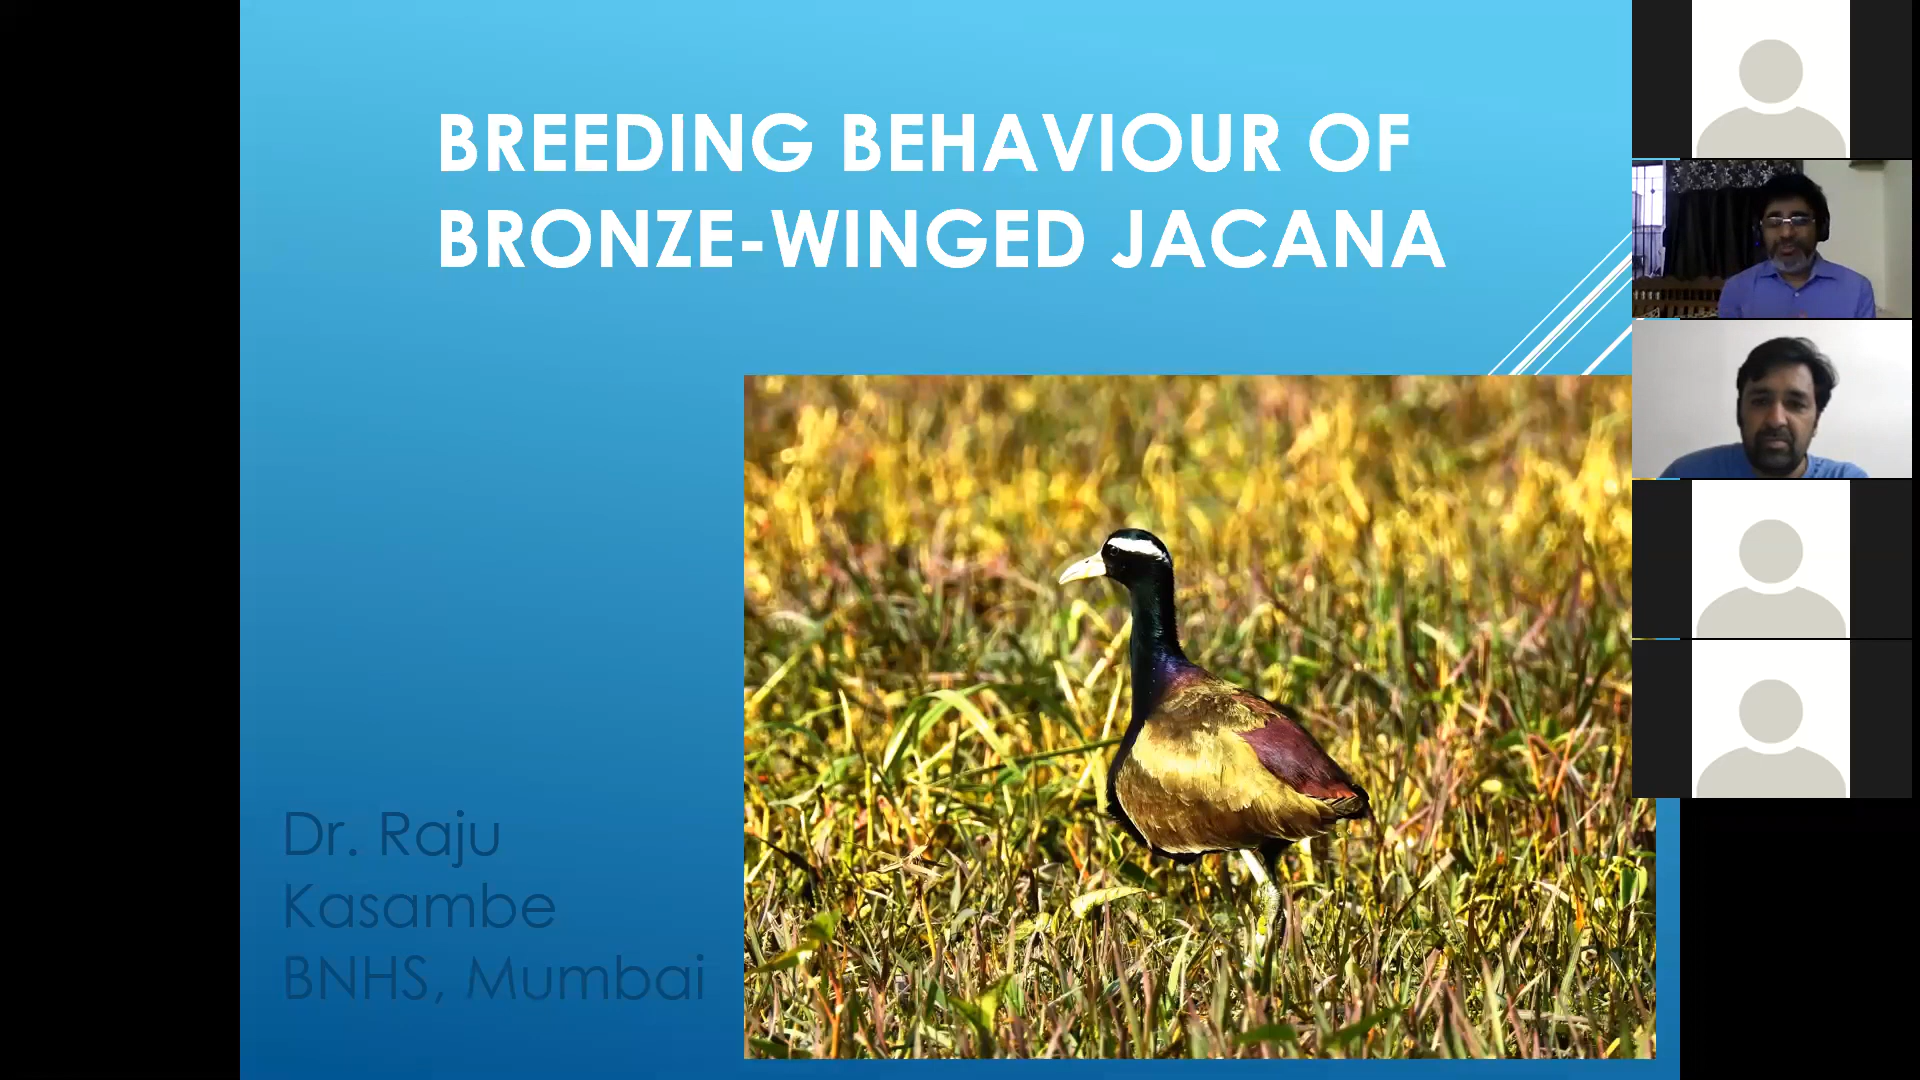 BREEDING BEHAVIOUR OF
BRONZE-WINGED JACANA
Dr. Raju
Kasambe
BNHS, Mumbai